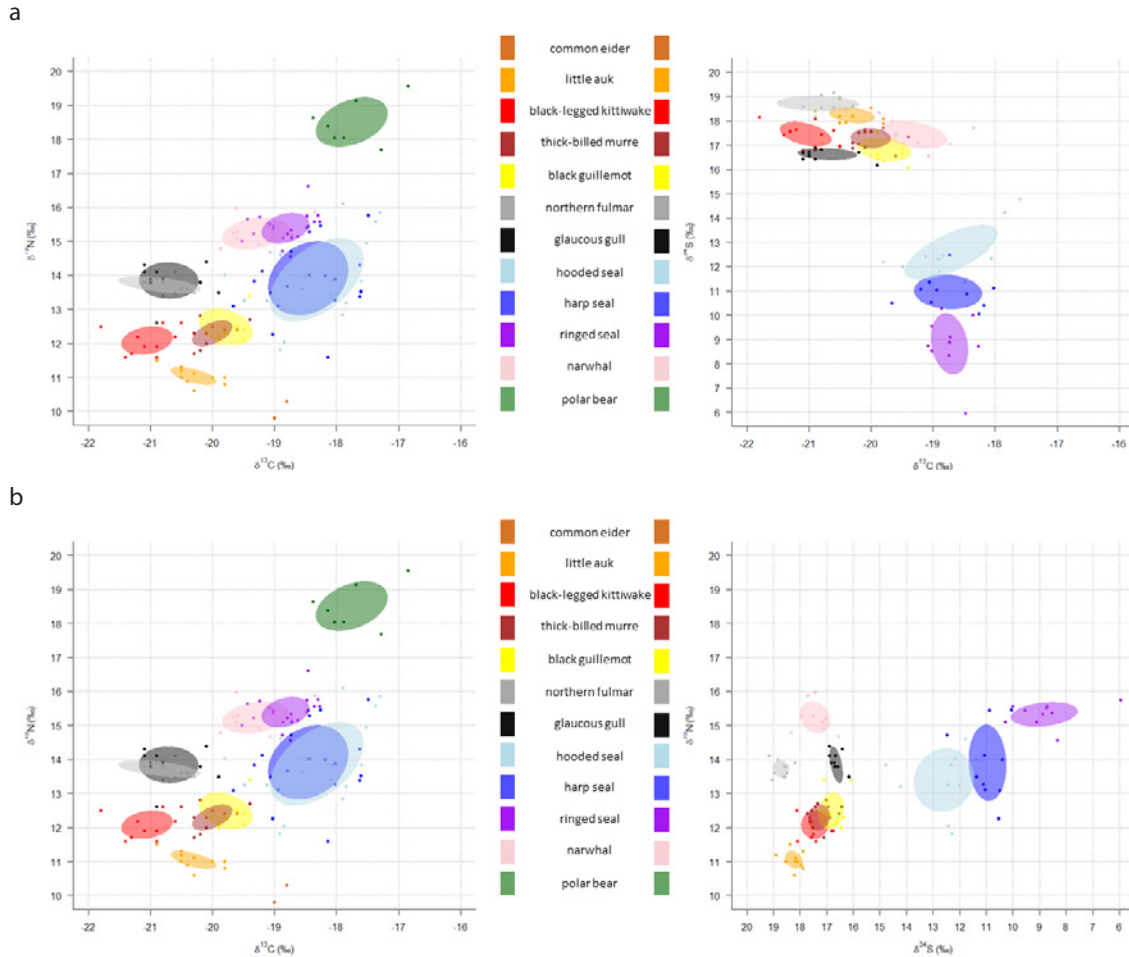 a
20
19
18
17
16
15
14
13
12
11
10
δ¹⁵N (‰)
-22 -21 -20 -19 -18 -17 -16
δ¹³C (‰)
common eider
little auk
black-legged kittiwake
thick-billed murre
black guillemot
northern fulmar
glaucous gull
hooded seal
harp seal
ringed seal
narwhal
polar bear
20
19
18
17
16
15
14
13
12
11
10
9
8
7
6
δ³⁴S (‰)
-22 -21 -20 -19 -18 -17 -16
δ¹³C (‰)
b
20
19
18
17
16
15
14
13
12
11
10
δ¹⁵N (‰)
-22 -21 -20 -19 -18 -17 -16
δ¹³C (‰)
common eider
little auk
black-legged kittiwake
thick-billed murre
black guillemot
northern fulmar
glaucous gull
hooded seal
harp seal
ringed seal
narwhal
polar bear
20
19
18
17
16
15
14
13
12
11
10
δ¹⁵N (‰)
20 19 18 17 16 15 14 13 12 11 10 9 8 7 6
δ³⁴S (‰)